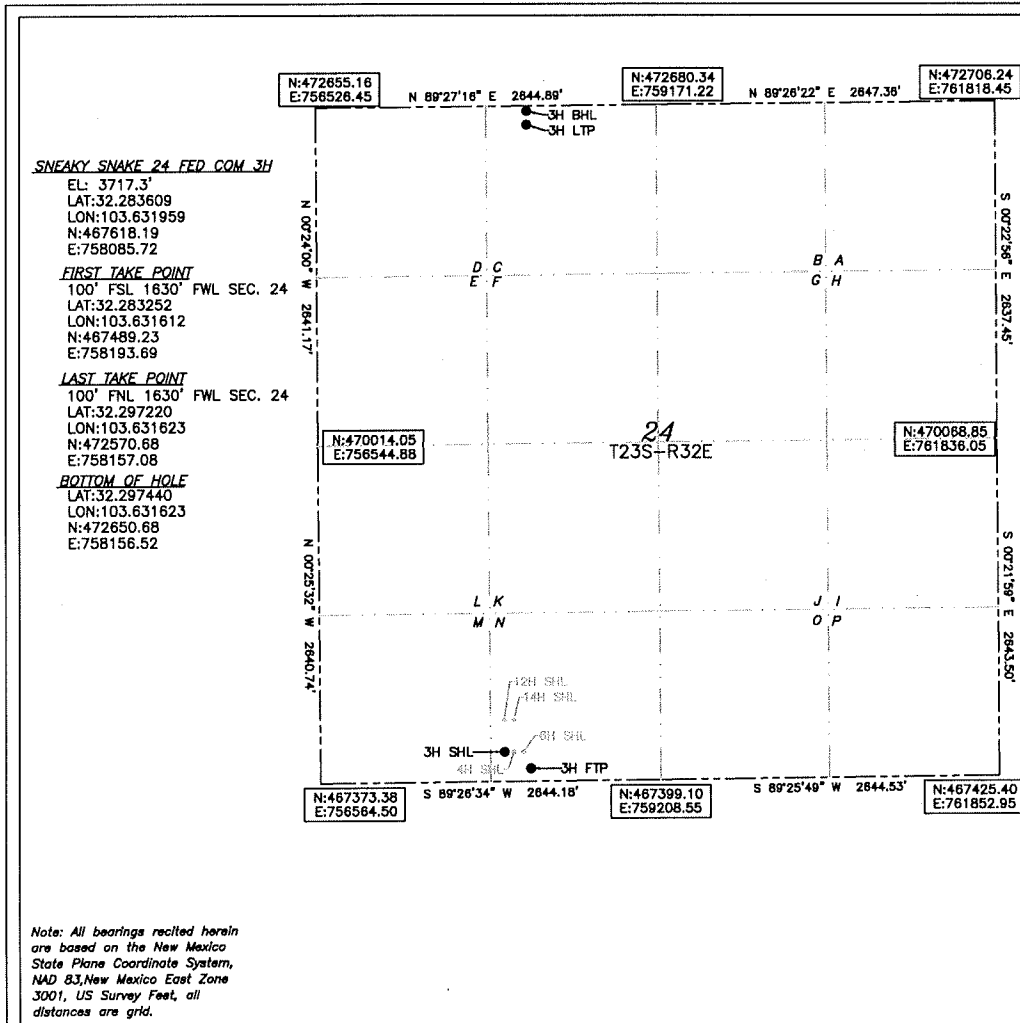 N:472655.16
E:756526.45
N 89°27'16" E 2644.89'
N:472680.34
E:759171.22
N 89°26'22" E 2647.36'
N:472706.24
E:761818.45
3H BHL
3H LTP
SNEAKY SNAKE 24 FED COM 3H
EL: 3717.3'
LAT:32.283609
LON:103.631959
N:467618.19
E:758085.72
FIRST TAKE POINT
100' FSL 1630' FWL SEC. 24
LAT:32.283252
LON:103.631612
N:467489.23
E:758193.69
LAST TAKE POINT
100' FNL 1630' FWL SEC. 24
LAT:32.297220
LON:103.631623
N:472570.68
E:758157.08
BOTTOM OF HOLE
LAT:32.297440
LON:103.631623
N:472650.68
E:758156.52
N 00°24'00" W 2641.17'
S 00°22'56" E 2637.45'
D C
E F
B A
G H
N:470014.05
E:756544.88
24
T23S-R32E
N:470068.85
E:761836.05
N 00°25'32" W 2640.74'
S 00°21'59" E 2643.50'
L K
M N
J I
O P
12H SHL
14H SHL
6H SHL
3H SHL
4H SHL
3H FTP
N:467373.38
E:756564.50
S 89°26'34" W 2644.18'
N:467399.10
E:759208.55
S 89°25'49" W 2644.53'
N:467425.40
E:761852.95
Note: All bearings recited herein
are based on the New Mexico
State Plane Coordinate System,
NAD 83,New Mexico East Zone
3001, US Survey Feet, all
distances are grid.